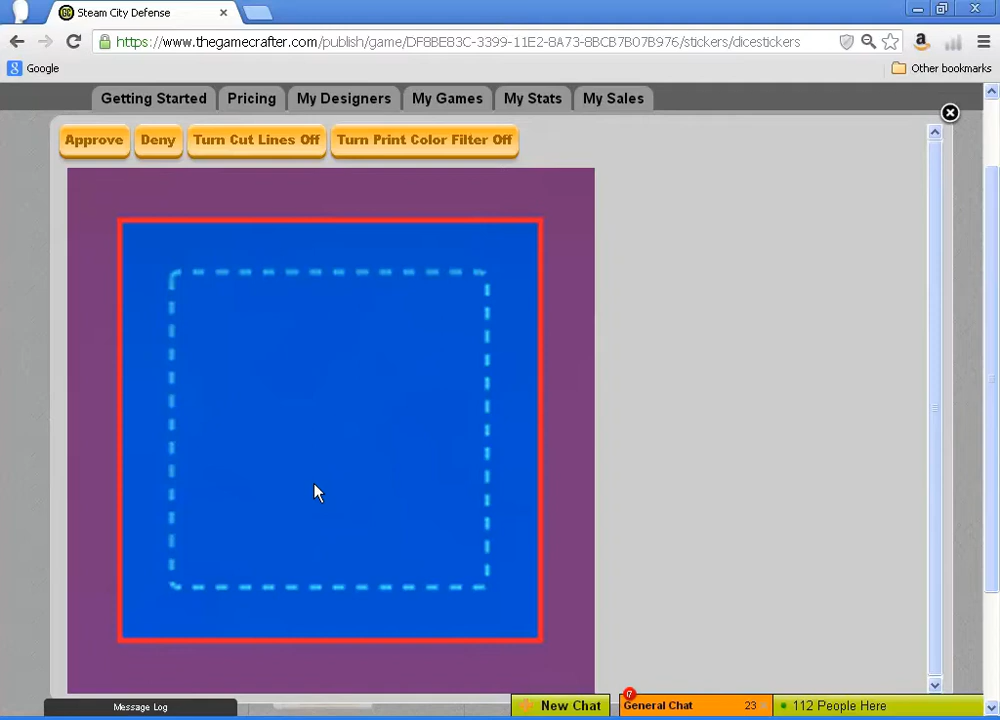 Steam City Defense
https://www.thegamecrafter.com/publish/game/DF8BE83C-3399-11E2-8A73-8BCB7B07B976/stickers/dicestickers
Google
Other bookmarks
Getting Started
Pricing
My Designers
My Games
My Stats
My Sales
Approve
Deny
Turn Cut Lines Off
Turn Print Color Filter Off
Message Log
New Chat
General Chat
23
112 People Here